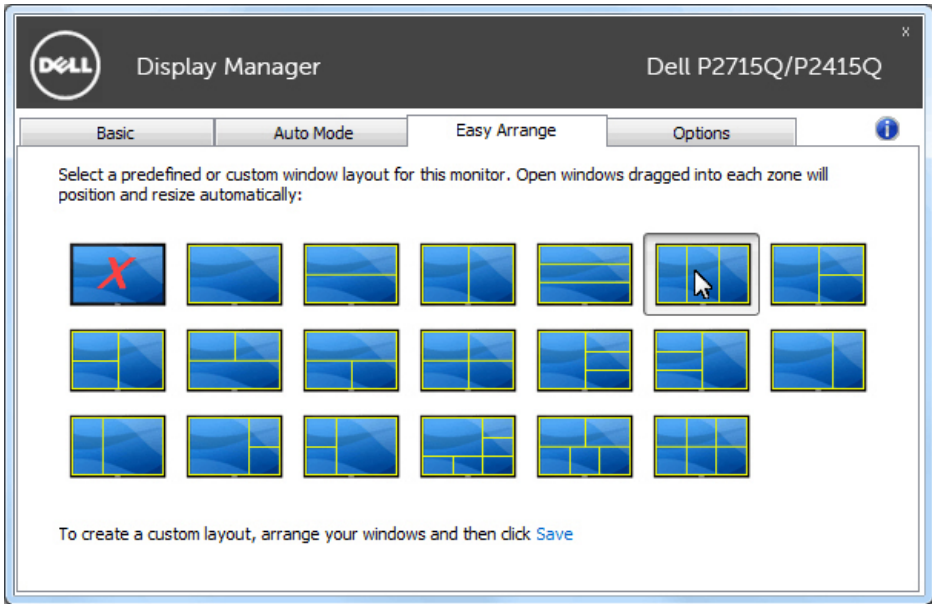 x
DELL Display Manager Dell P2715Q/P2415Q
Basic Auto Mode Easy Arrange Options i
Select a predefined or custom window layout for this monitor. Open windows dragged into each zone will
position and resize automatically:
X
To create a custom layout, arrange your windows and then click Save